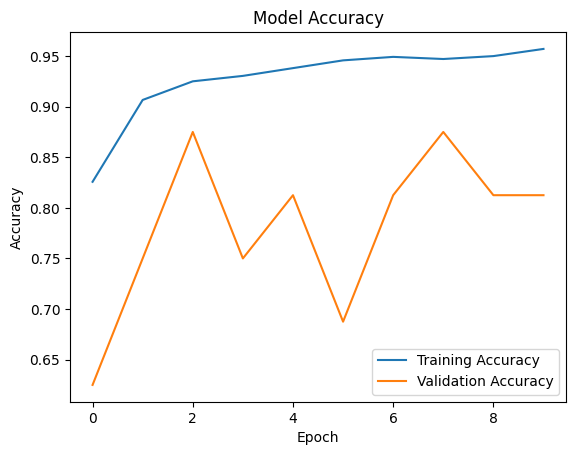 Model Accuracy
0.95
0.90
0.85
0.80
0.75
0.70
0.65
Accuracy
Training Accuracy
Validation Accuracy
0 2 4 6 8
Epoch